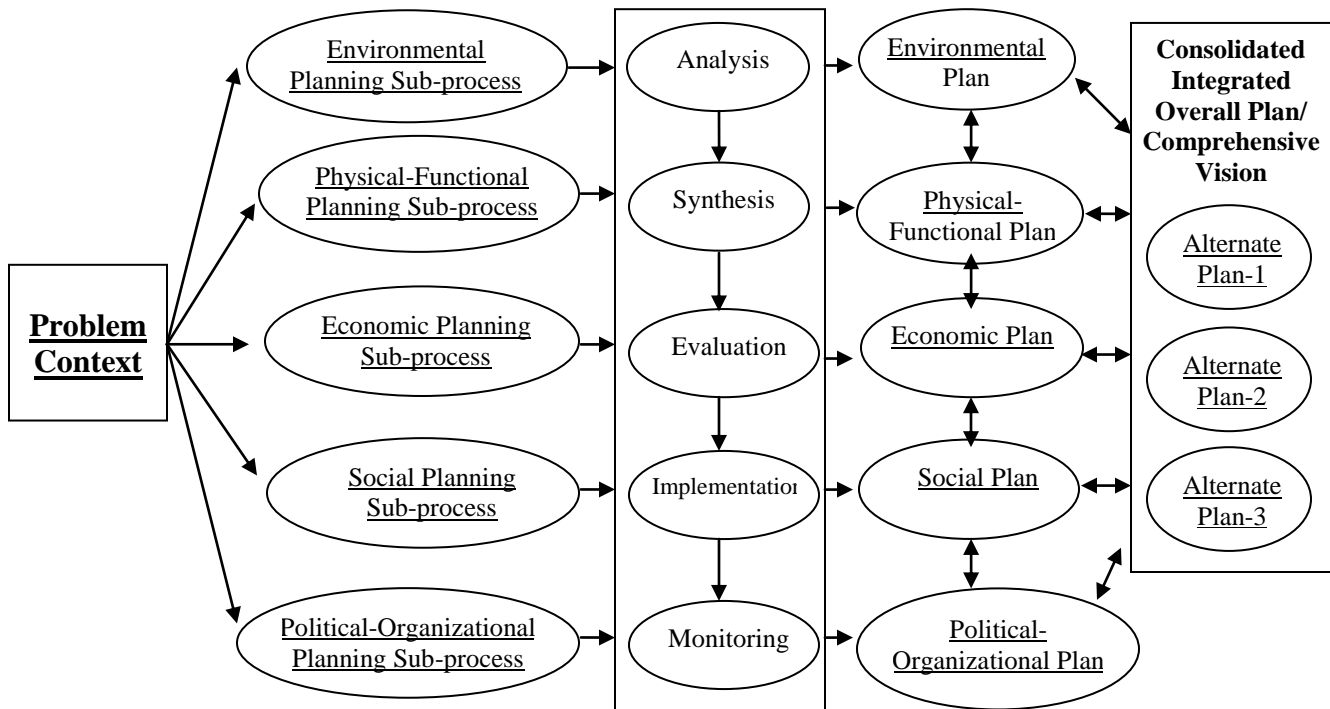 Problem
Context
Environmental
Planning Sub-process
Physical-Functional
Planning Sub-process
Economic Planning
Sub-process
Social Planning
Sub-process
Political-Organizational
Planning Sub-process
Analysis
Synthesis
Evaluation
Implementation
Monitoring
Environmental
Plan
Physical-
Functional Plan
Economic Plan
Social Plan
Political-
Organizational Plan
Consolidated
Integrated
Overall Plan/
Comprehensive
Vision
Alternate
Plan-1
Alternate
Plan-2
Alternate
Plan-3